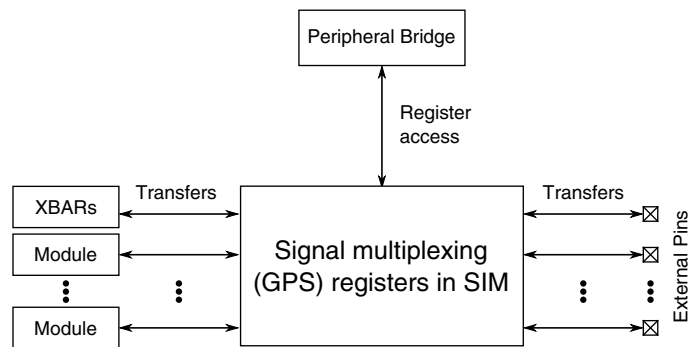 Peripheral Bridge
Register
access
Transfers
Transfers
XBARs
Module
Module
Signal multiplexing
(GPS) registers in SIM
External Pins